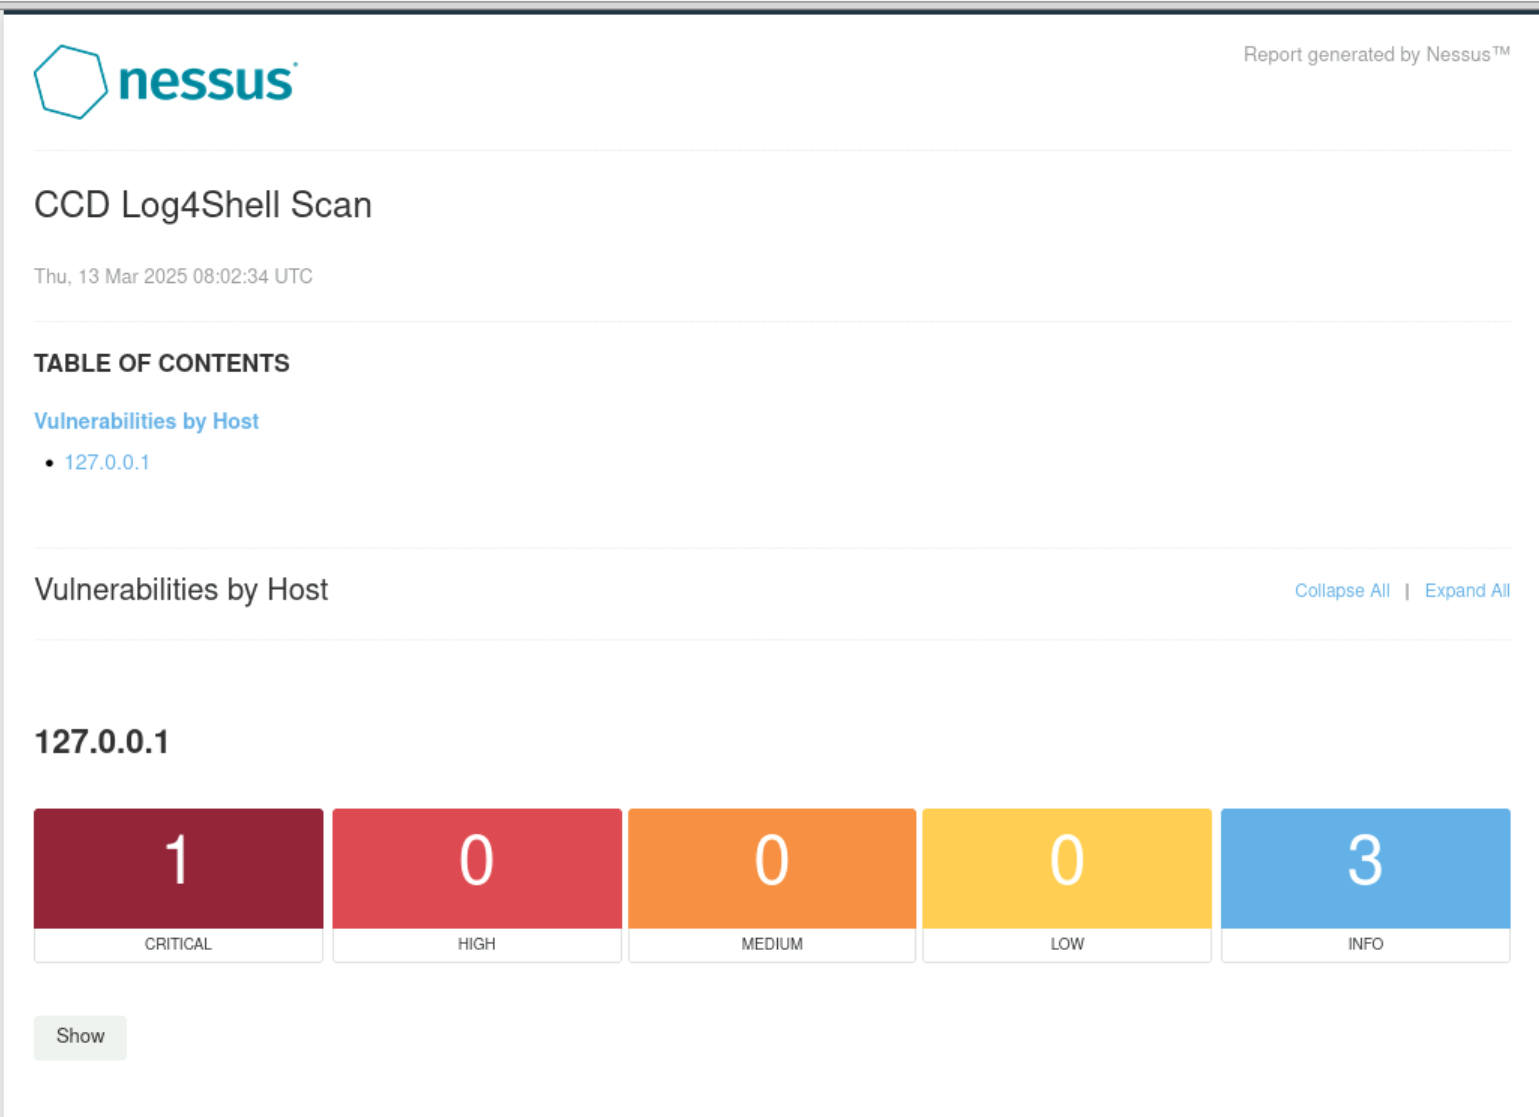 nessus
Report generated by Nessus™
CCD Log4Shell Scan
Thu, 13 Mar 2025 08:02:34 UTC
TABLE OF CONTENTS
Vulnerabilities by Host
• 127.0.0.1
Vulnerabilities by Host
Collapse All | Expand All
127.0.0.1
1 0 0 0 3
CRITICAL HIGH MEDIUM LOW INFO
Show